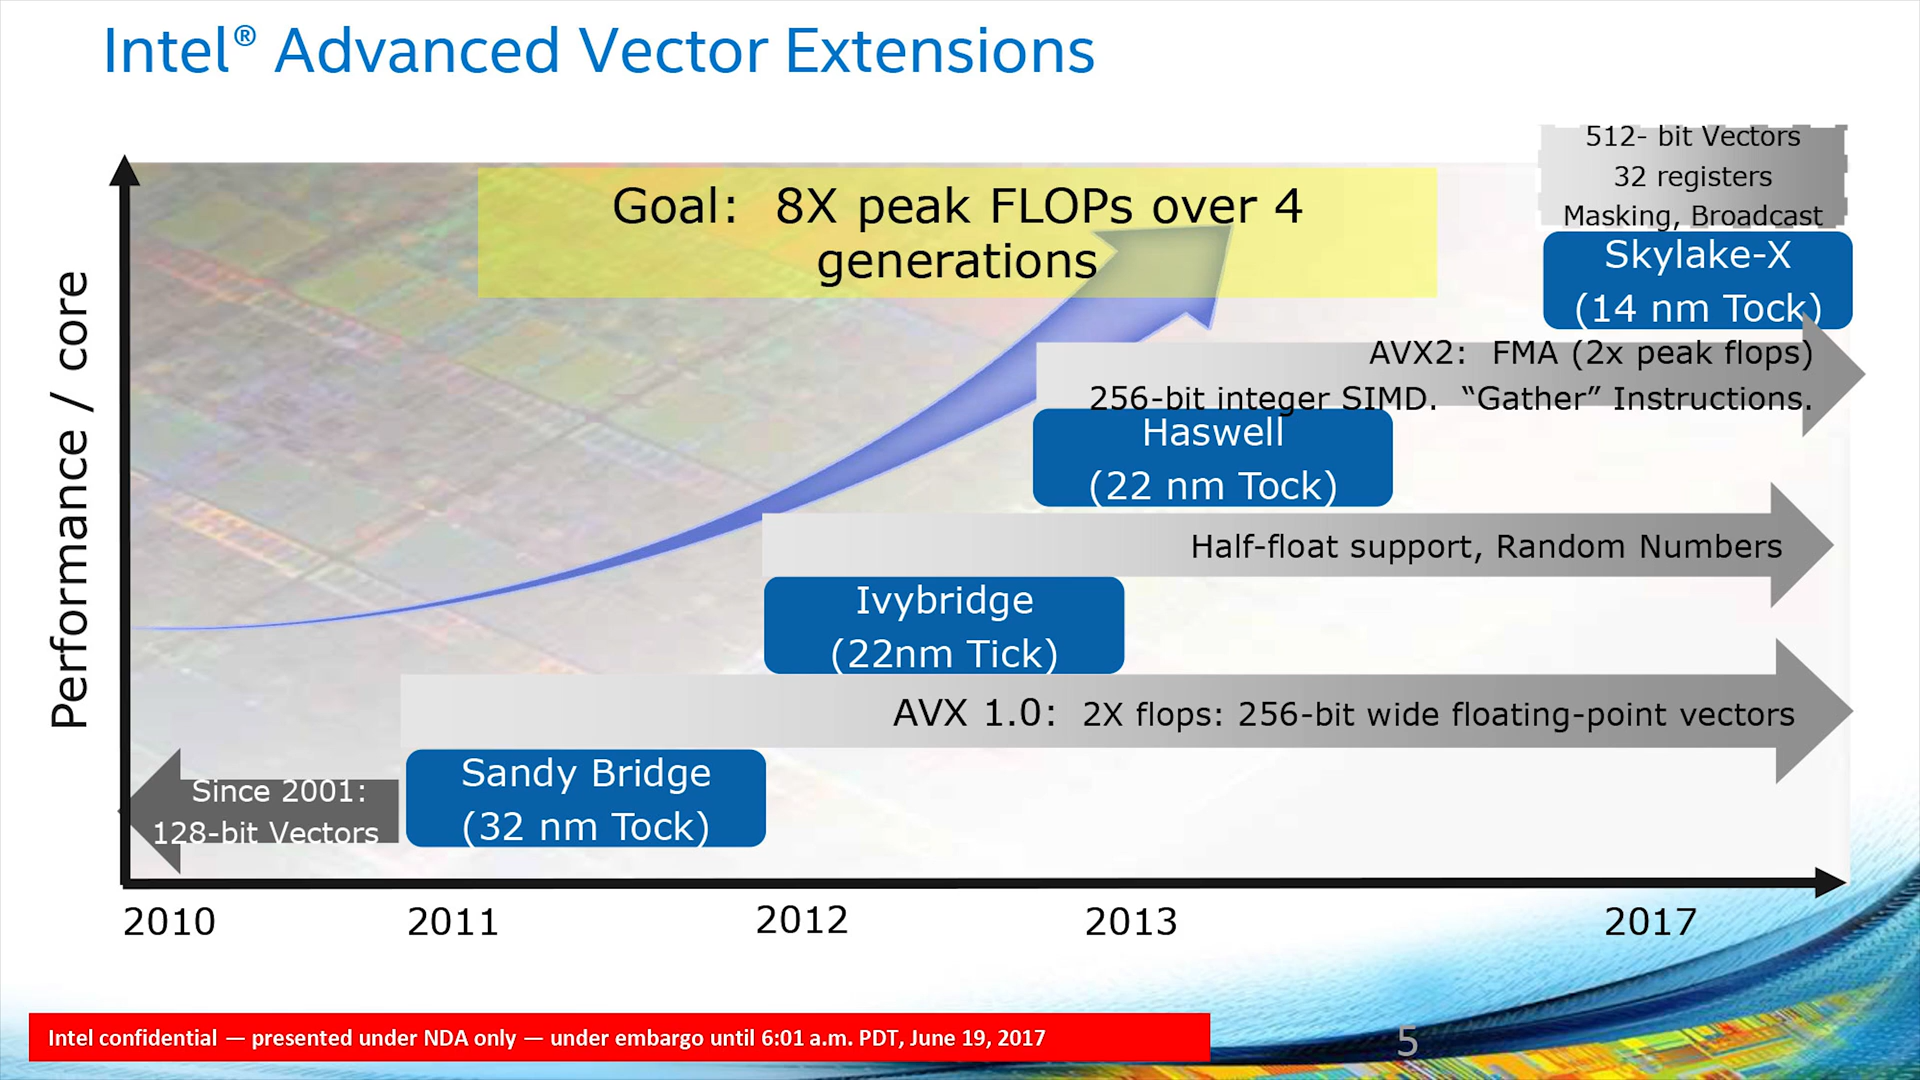 Intel® Advanced Vector Extensions
512- bit Vectors
32 registers
Masking, Broadcast
Goal:  8X peak FLOPs over 4
generations
Skylake-X
(14 nm Tock)
AVX2:  FMA (2x peak flops)
256-bit integer SIMD.  “Gather” Instructions.
Haswell
(22 nm Tock)
Half-float support, Random Numbers
Ivybridge
(22nm Tick)
AVX 1.0:  2X flops: 256-bit wide floating-point vectors
Sandy Bridge
(32 nm Tock)
Since 2001:
128-bit Vectors
Performance / core
2010
2011
2012
2013
2017
Intel confidential — presented under NDA only — under embargo until 6:01 a.m. PDT, June 19, 2017
5